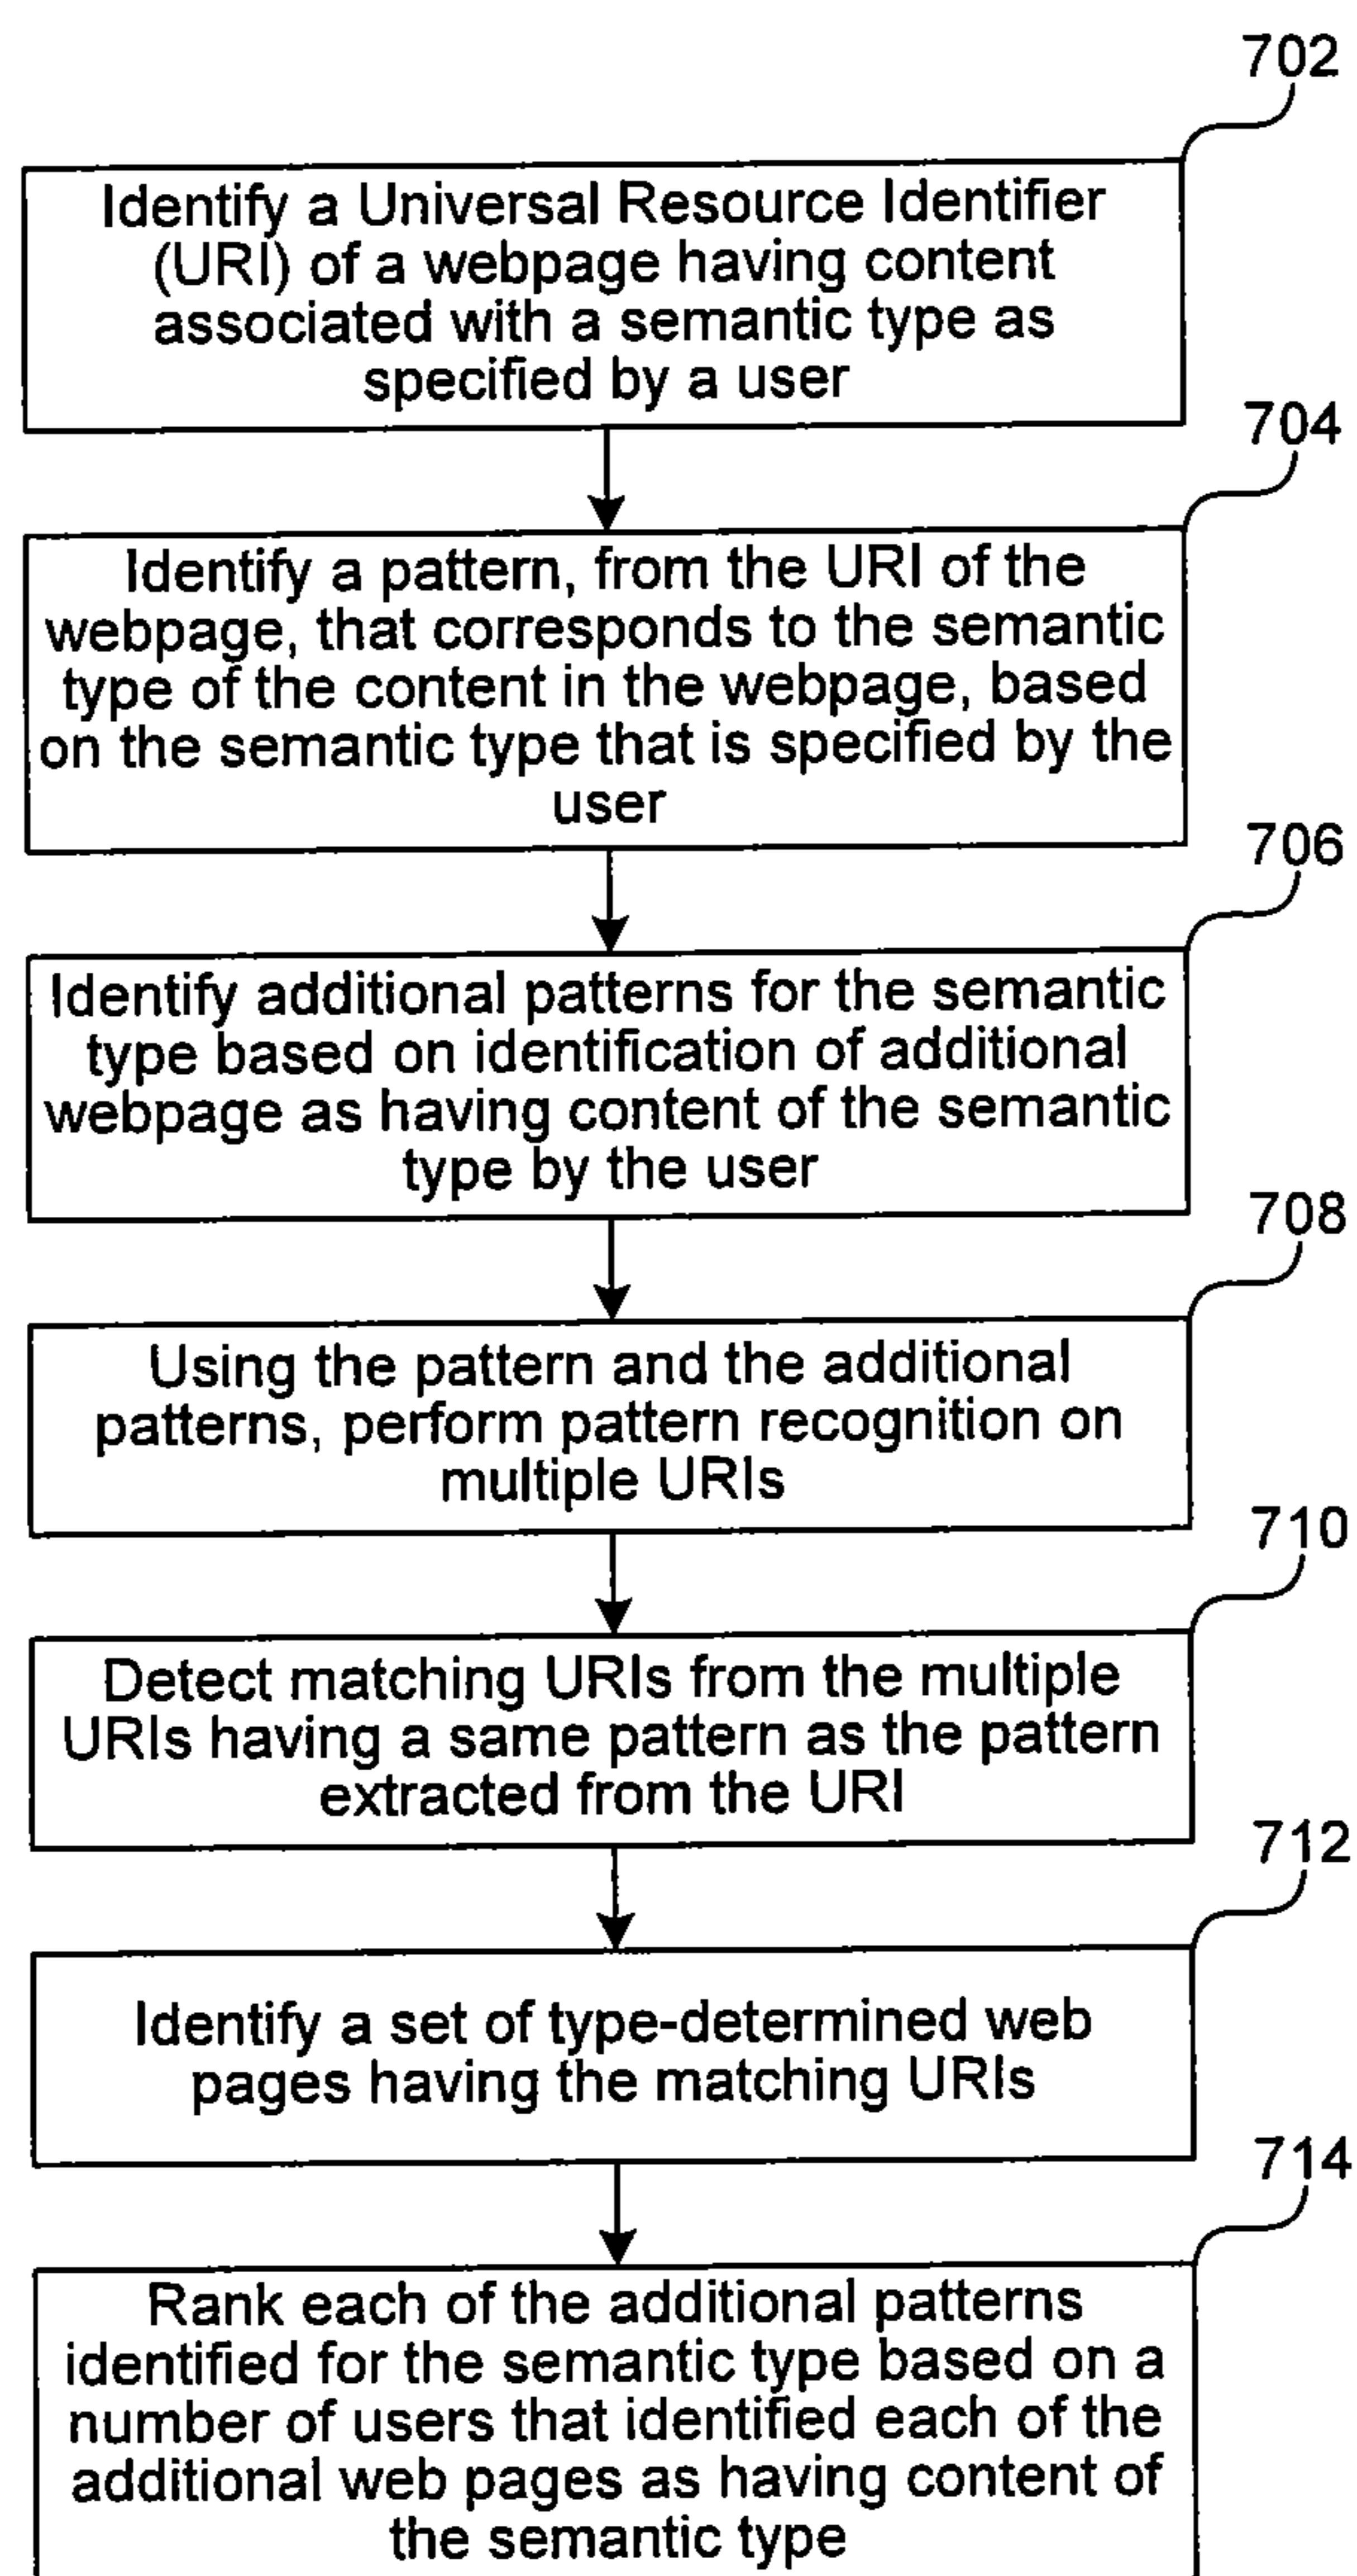 702
Identify a Universal Resource Identifier
(URI) of a webpage having content
associated with a semantic type as
specified by a user
704
Identify a pattern, from the URI of the
webpage, that corresponds to the semantic
type of the content in the webpage, based
on the semantic type that is specified by the
user
706
Identify additional patterns for the semantic
type based on identification of additional
webpage as having content of the semantic
type by the user
708
Using the pattern and the additional
patterns, perform pattern recognition on
multiple URIs
710
Detect matching URIs from the multiple
URIs having a same pattern as the pattern
extracted from the URI
712
Identify a set of type-determined web
pages having the matching URIs
714
Rank each of the additional patterns
identified for the semantic type based on a
number of users that identified each of the
additional web pages as having content of
the semantic type